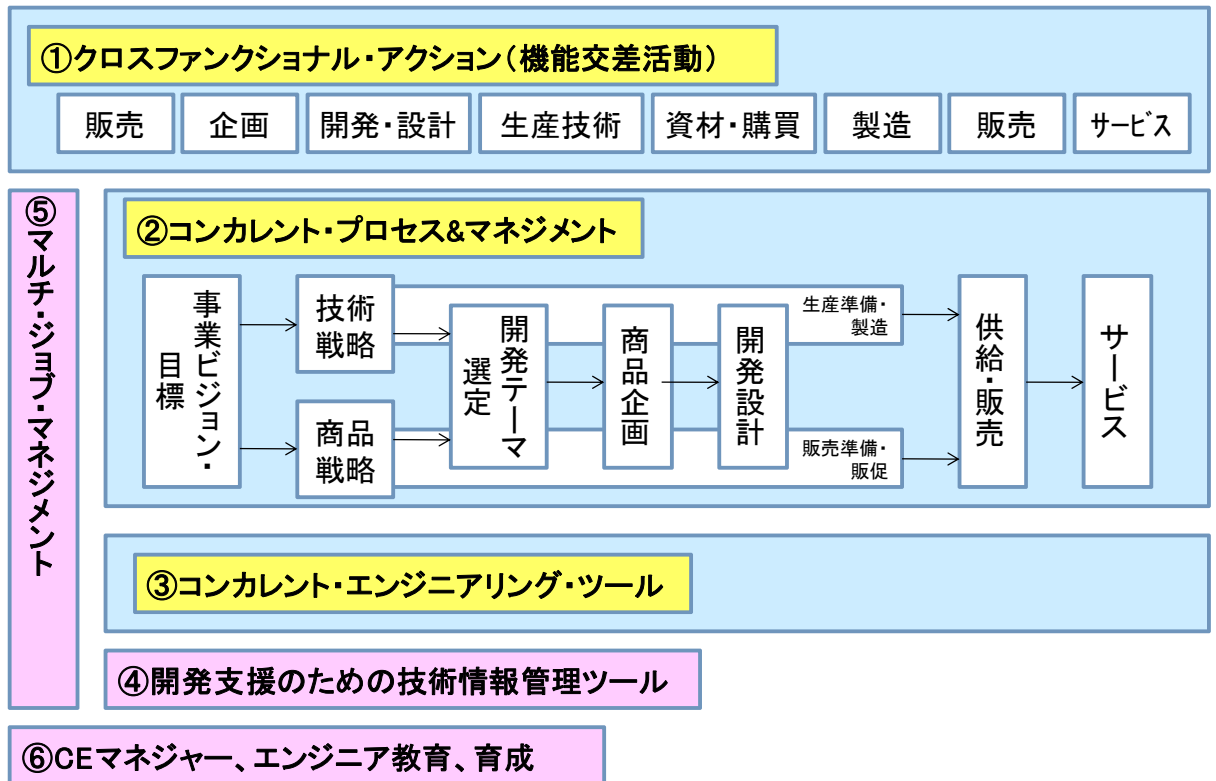 ①クロスファンクショナル・アクション（機能交差活動）
販売
企画
開発・設計
生産技術
資材・購買
製造
販売
サービス
⑤マルチ・ジョブ・マネジメント
②コンカレント・プロセス&マネジメント
事業ビジョン・
目標
技術
戦略
商品
戦略
開発テーマ
選定
商品企画
開発設計
生産準備・
製造
販売準備・
販促
供給・販売
サービス
③コンカレント・エンジニアリング・ツール
④開発支援のための技術情報管理ツール
⑥CEマネジャー、エンジニア教育、育成